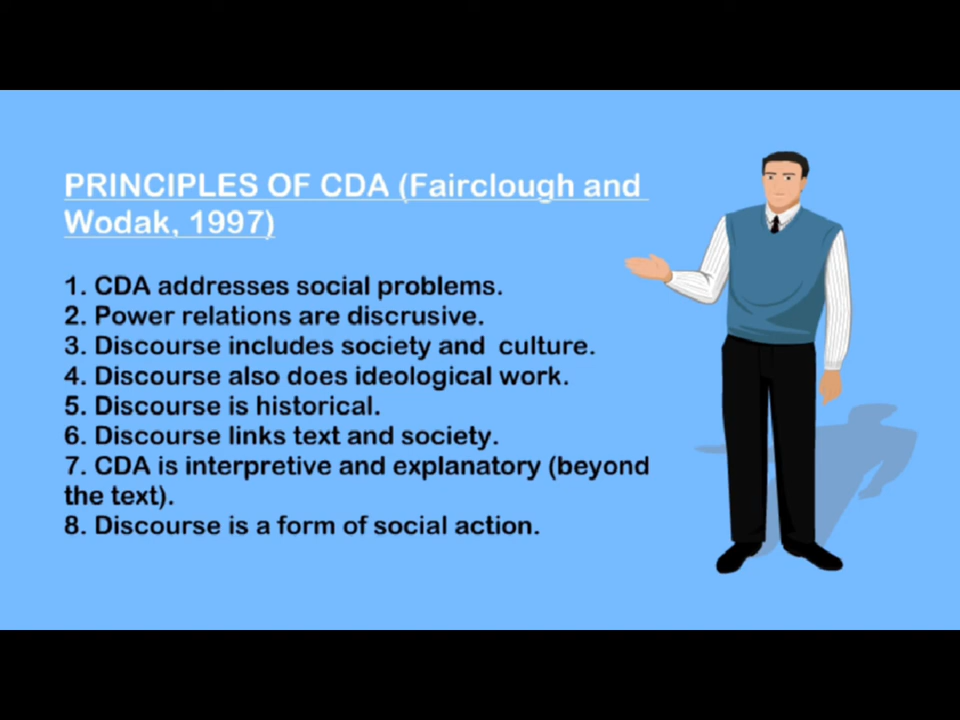 PRINCIPLES OF CDA (Fairclough and
Wodak, 1997)
1. CDA addresses social problems.
2. Power relations are discrusive.
3. Discourse includes society and culture.
4. Discourse also does ideological work.
5. Discourse is historical.
6. Discourse links text and society.
7. CDA is interpretive and explanatory (beyond
the text).
8. Discourse is a form of social action.